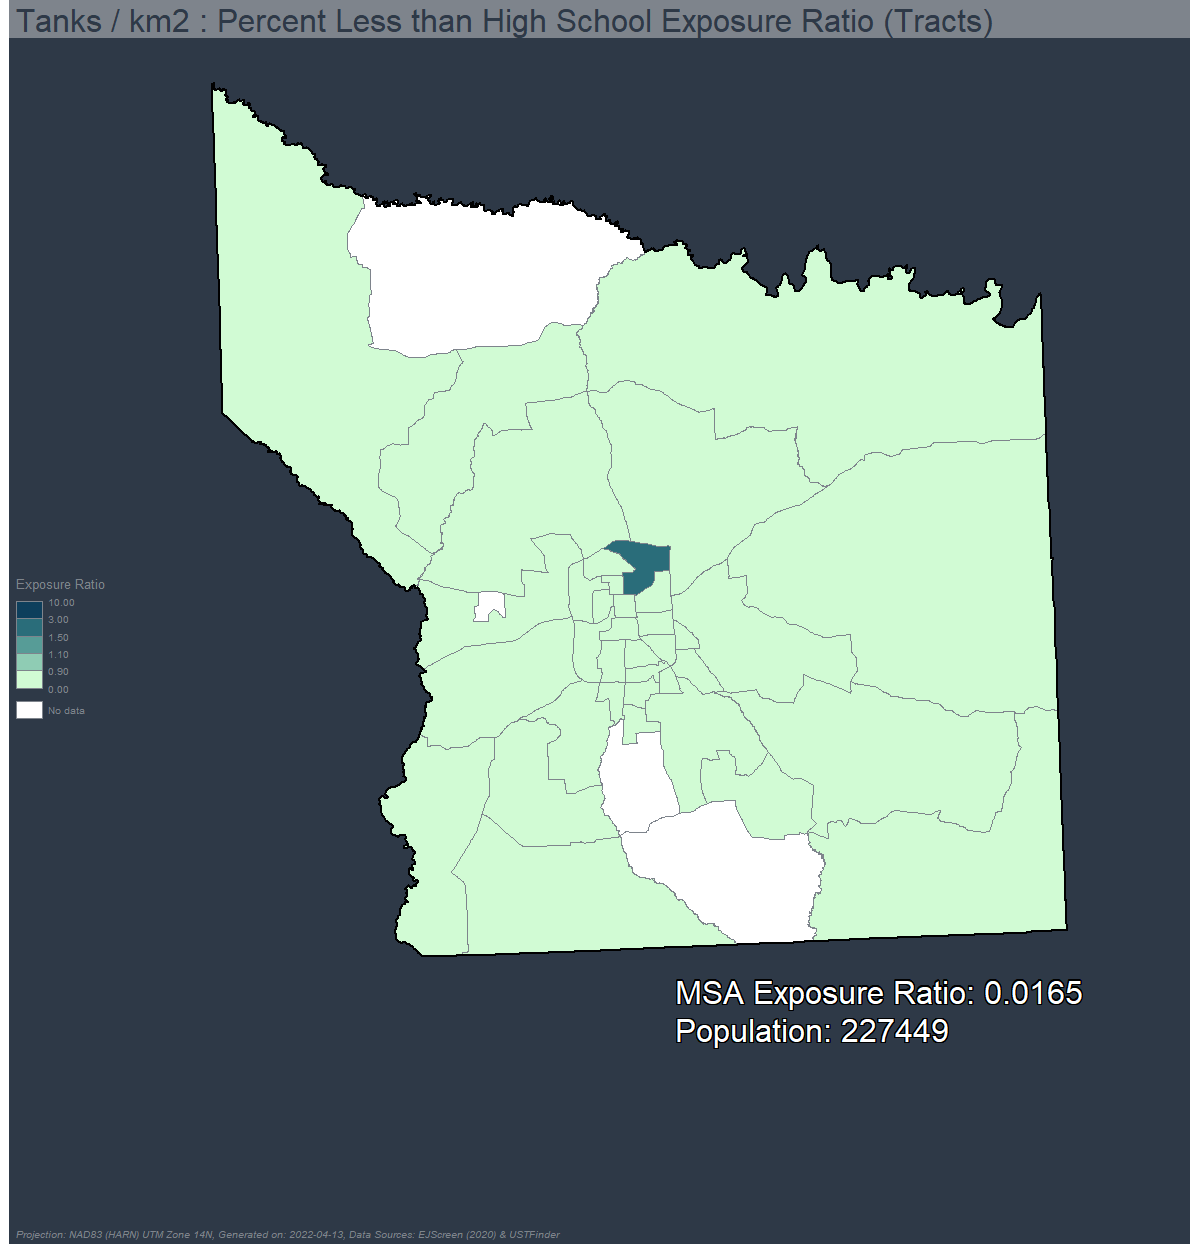 Tanks / km2 : Percent Less than High School Exposure Ratio (Tracts)
Exposure Ratio
10.00
3.00
1.50
1.10
0.90
0.00
No data
MSA Exposure Ratio: 0.0165
Population: 227449
Projection: NAD83 (HARN) UTM Zone 14N, Generated on: 2022-04-13, Data Sources: EJScreen (2020) & USTFinder